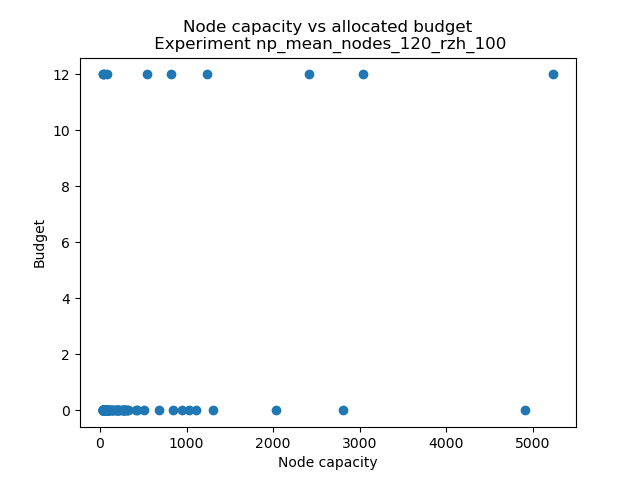 Node capacity vs allocated budget
Experiment np_mean_nodes_120_rzh_100
12
10
8
6
4
2
0
Budget
0 1000 2000 3000 4000 5000
Node capacity